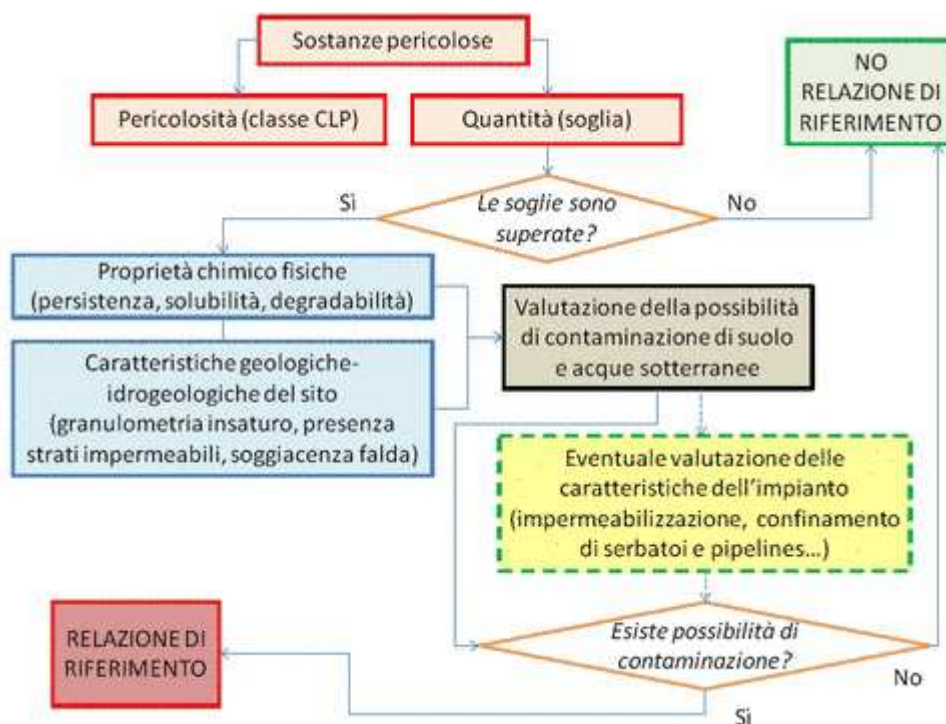 Sostanze pericolose
NO
RELAZIONE DI
RIFERIMENTO
Pericolosità (classe CLP)
Quantità (soglia)
Sì
Le soglie sono
superate?
No
Proprietà chimico fisiche
(persistenza, solubilità, degradabilità)
Valutazione della possibilità
di contaminazione di suolo
e acque sotterranee
Caratteristiche geologiche-
idrogeologiche del sito
(granulometria insaturo, presenza
strati impermeabili, soggiacenza falda)
Eventuale valutazione delle
caratteristiche dell'impianto
(impermeabilizzazione, confinamento
di serbatoi e pipelines...)
RELAZIONE DI
RIFERIMENTO
Esiste possibilità di
contaminazione?
No
Sì